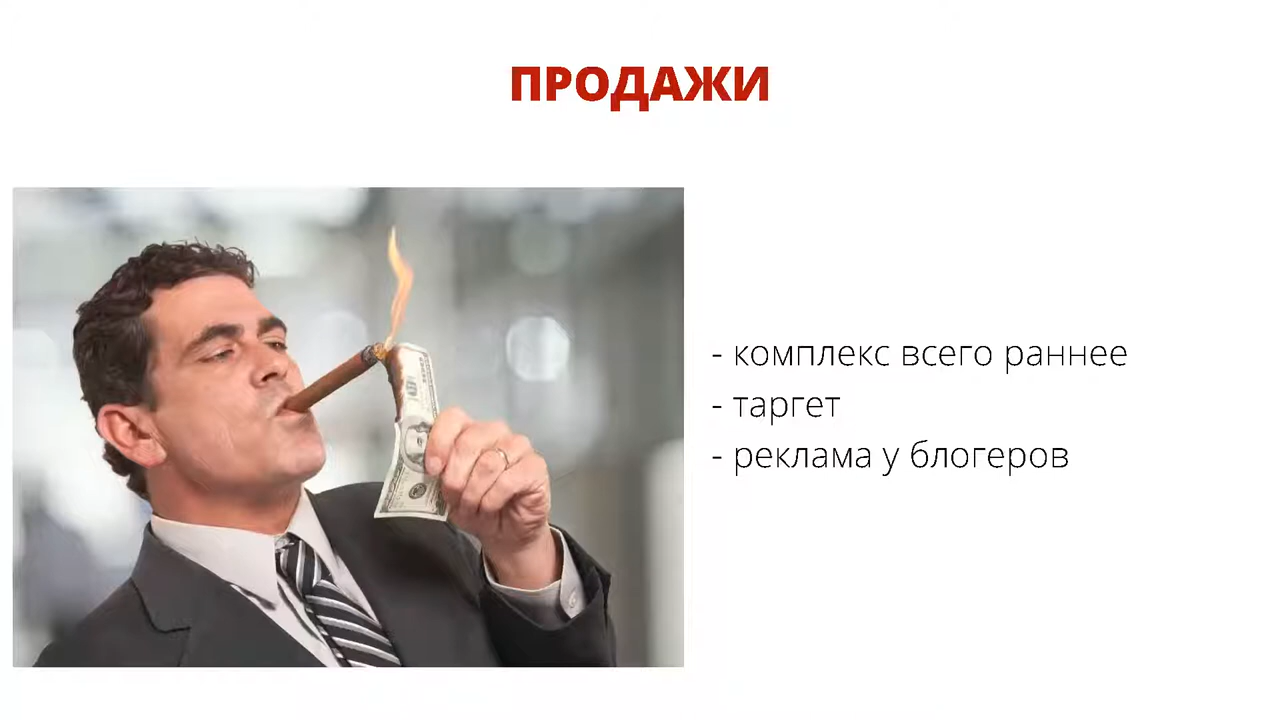 ПРОДАЖИ
- комплекс всего раннее
- таргет
- реклама у блогеров